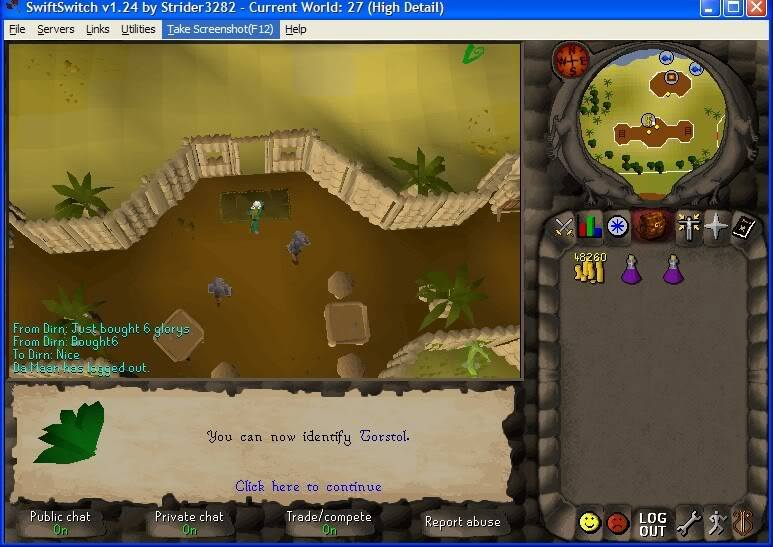 SwiftSwitch v1.24 by Strider3282 - Current World: 27 (High Detail)
File Servers Links Utilities Take Screenshot(F12) Help
N
W E
S
48260
From Dirn: Just bought 6 glorys
From Dirn: Bought6
To Dirn: Nice
Da Maan has logged out.
You can now identify Torstol.
Click here to continue
Public chat
On
Private chat
On
Trade/compete
On
Report abuse
LOG
OUT